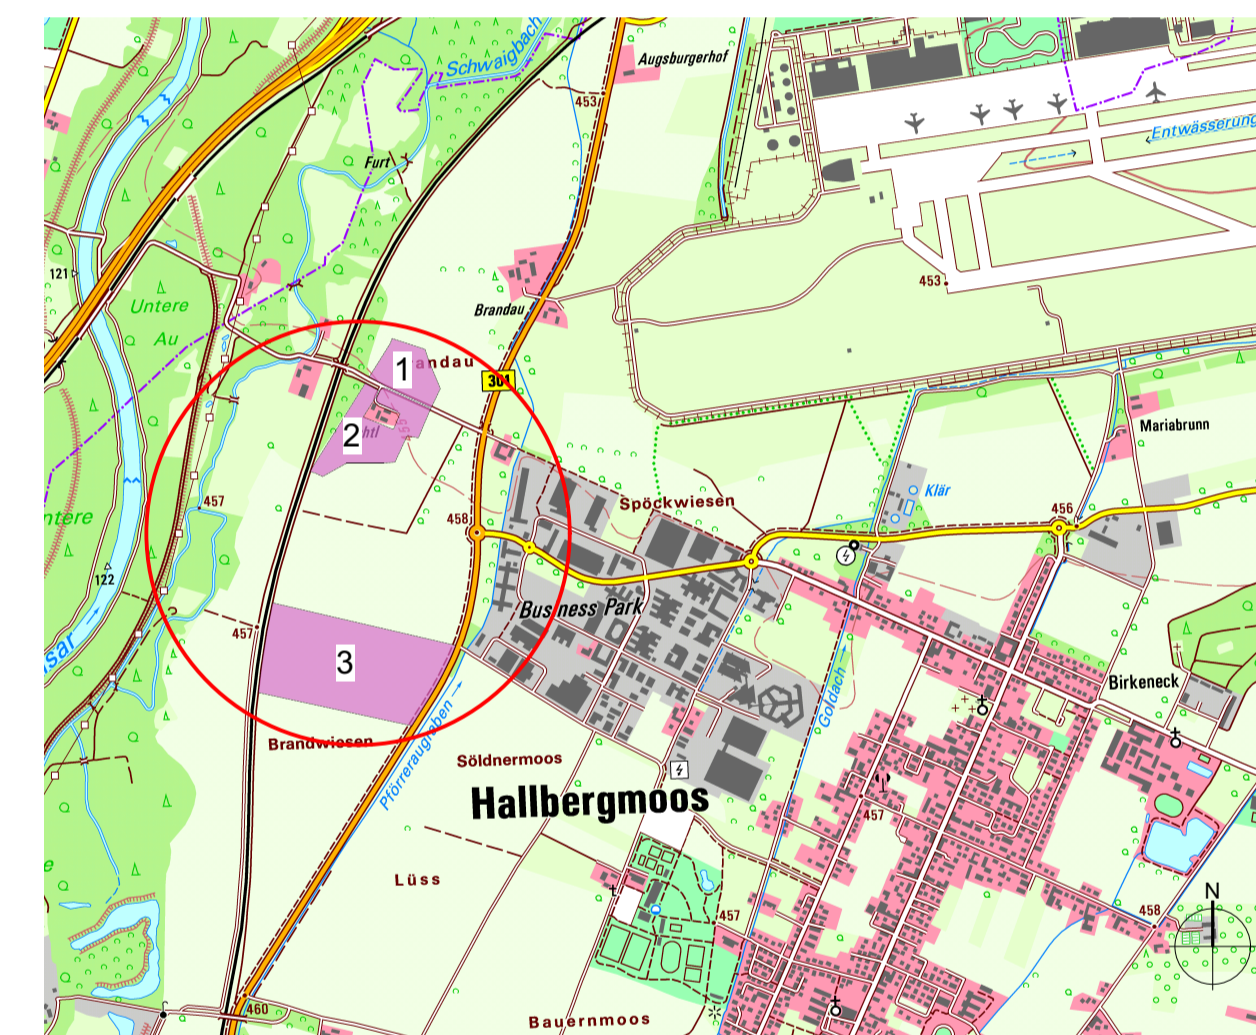 Schwaigbach
Augsburgerhof
453
Furt
Entwässerung
121
Untere
Au
453
Brandau
1
andau
301
2
htl
Mariabrunn
457
458
Spöckwiesen
Klär
456
ntere
122
Business Park
457
3
Isar
Goldach
Birkeneck
Brandwiesen
Pförreraugraben
Söldnermoos
Hallbergmoos
457
Lüss
457
458
N
460
Bauernmoos